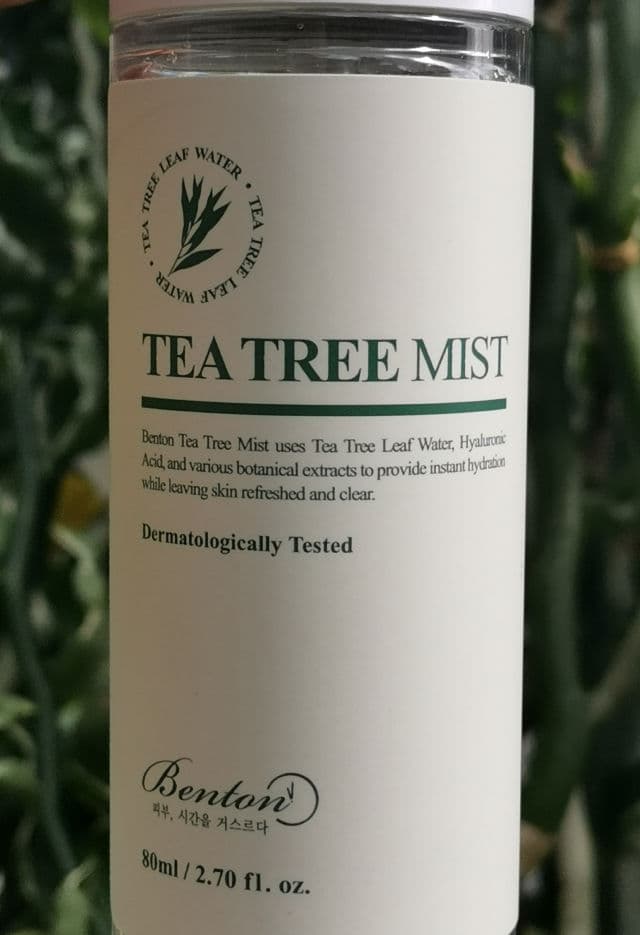 TEA TREE LEAF WATER • TEA TREE LEAF WATER •
TEA TREE MIST
Benton Tea Tree Mist uses Tea Tree Leaf Water, Hyaluronic
Acid, and various botanical extracts to provide instant hydration
while leaving skin refreshed and clear.
Dermatologically Tested
Benton
피부, 시간을 거스르다
80ml / 2.70 fl. oz.